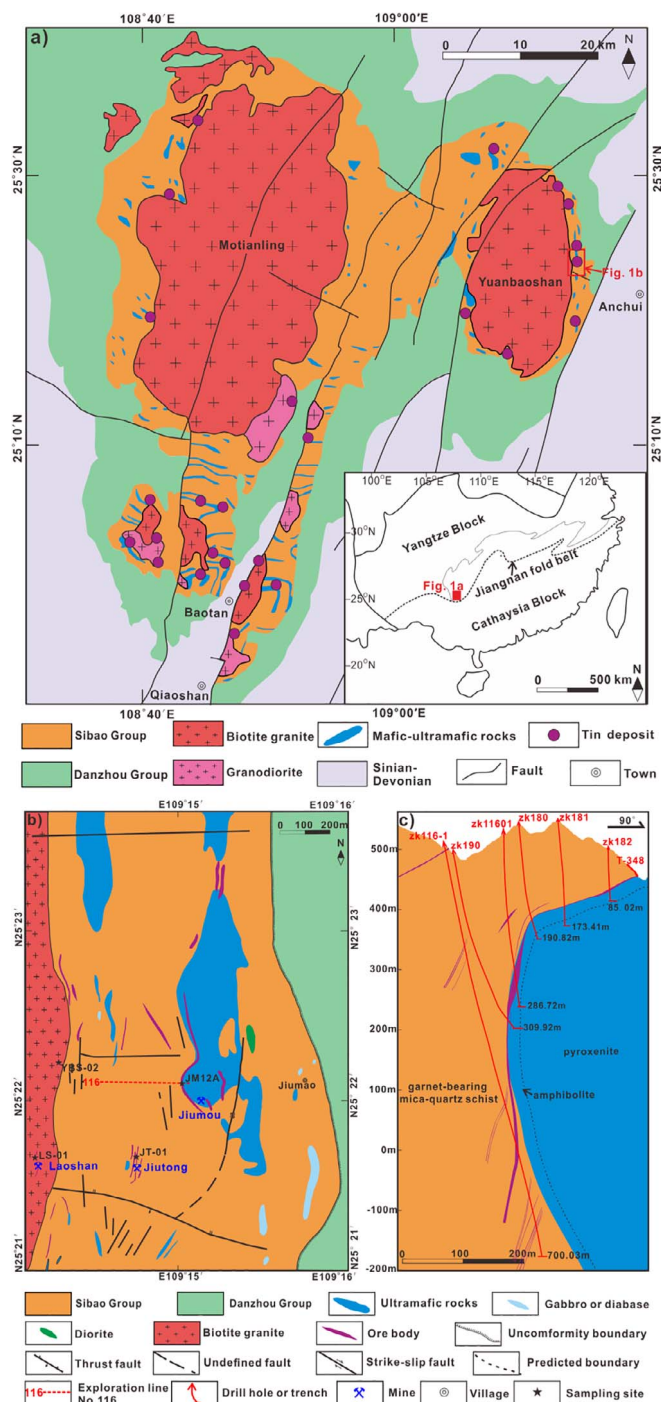 108°40′
109°00′
a)
0 10 20 km
N
25°30′N
25°30′N
Motianling
Yuanbaoshan
Fig. 1b
Anchui
25°10′N
25°10′N
Baotan
Qiaoshan
100°E 105°E 110°E 115°E 120°E
30°N
25°N
20°N
Yangtze Block
Jiangnan fold belt
Fig. 1a
Cathaysia Block
N
0 500 km
108°40′
109°00′
Sibao Group Biotite granite Mafic-ultramafic rocks Tin deposit
Danzhou Group Granodiorite Sinian-Devonian Fault Town
b)
E109°15′
E109°16′
0 100 200m
N
N25°23′
25°23′
YBS-02
116
JM12A
Jiumou
Jiumao
N25°22′
N25°22′
LS-01
Laoshan
JT-01
Jiutong
N25°21′
N25°21′
E109°15′
E109°16′
c)
zk116-1
zk190
zk11601
zk180
zk181
zk182
T-348
90°
500m
400m
300m
200m
100m
0m
-100m
-200m
85.02m
173.41m
190.82m
286.72m
309.92m
pyroxenite
garnet-bearing
mica-quartz schist
amphibolite
0 100 200m
700.03m
Sibao Group Danzhou Group Ultramafic rocks Gabbro or diabase
Diorite Biotite granite Ore body Uncomformity boundary
Thrust fault Undefined fault Strike-slip fault Predicted boundary
116 Exploration line No.116 Drill hole or trench Mine Village Sampling site